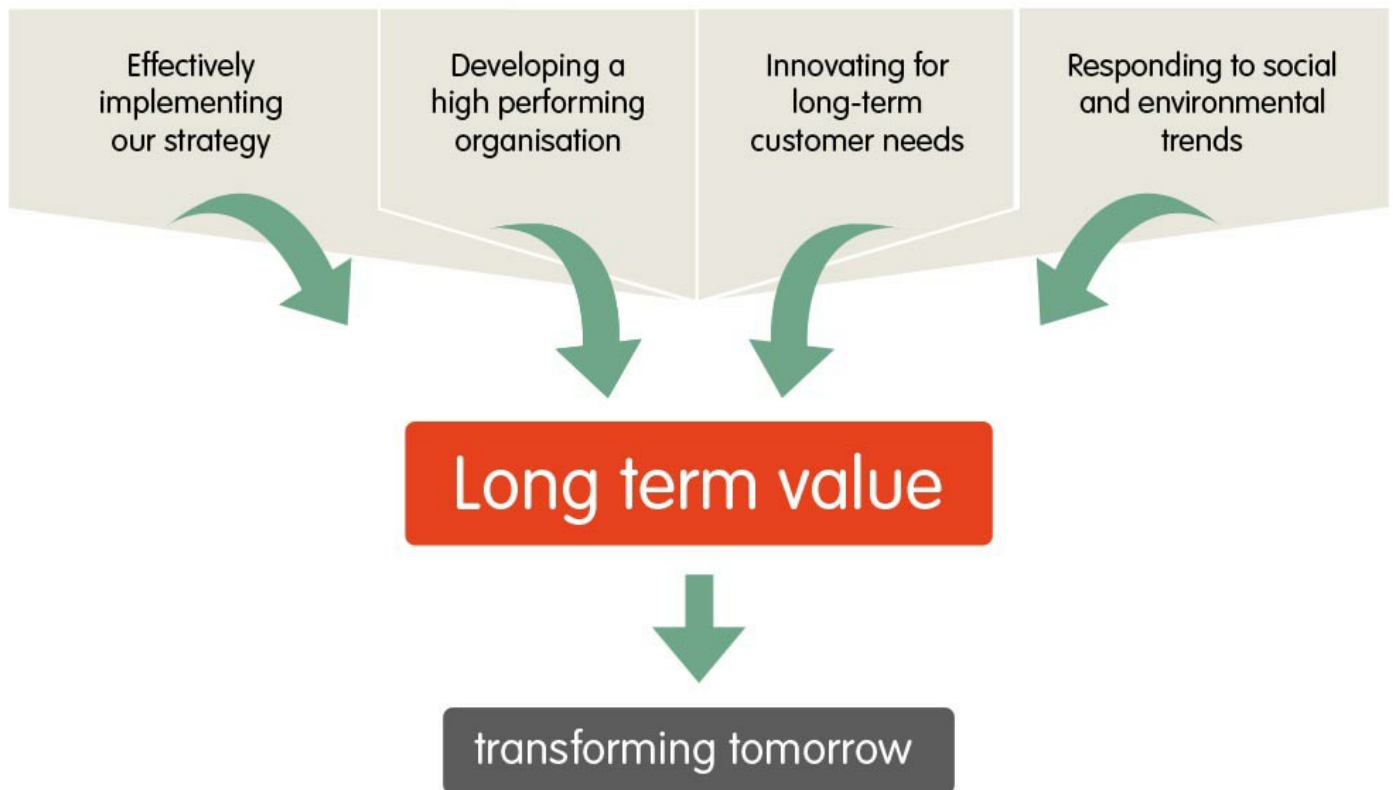 Effectively
implementing
our strategy
Developing a
high performing
organisation
Innovating for
long-term
customer needs
Responding to social
and environmental
trends
Long term value
transforming tomorrow